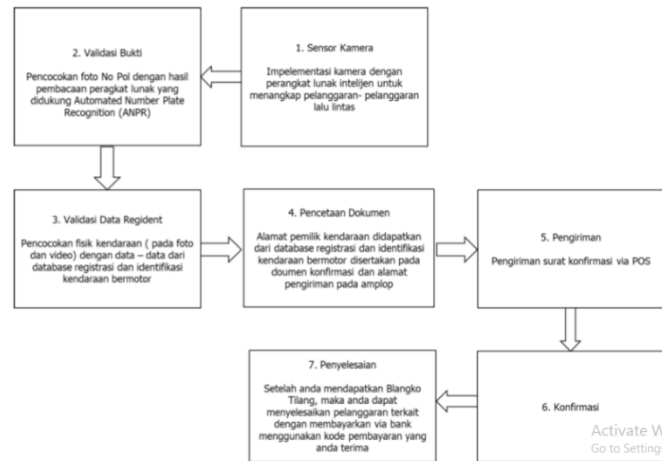 1. Sensor Kamera
Impelementasi kamera dengan
perangkat lunak intelijen untuk
menangkap pelanggaran- pelanggaran
lalu lintas
2. Validasi Bukti
Pencocokan foto No Pol dengan hasil
pembacaan peragkat lunak yang
didukung Automated Number Plate
Recognition (ANPR)
3. Validasi Data Regident
Pencocokan fisik kendaraan ( pada foto
dan video) dengan data – data dari
database registrasi dan identifikasi
kendaraan bermotor
4. Pencetaan Dokumen
Alamat pemilik kendaraan didapatkan
dari database registrasi dan identifikasi
kendaraan bermotor disertakan pada
doumen konfirmasi dan alamat
pengiriman pada amplop
5. Pengiriman
Pengiriman surat konfirmasi via POS
6. Konfirmasi
7. Penyelesaian
Setelah anda mendapatkan Blangko
Tilang, maka anda dapat
menyelesaikan pelanggaran terkait
dengan membayarkan via bank
menggunakan kode pembayaran yang
anda terima
Activate W
Go to Settings